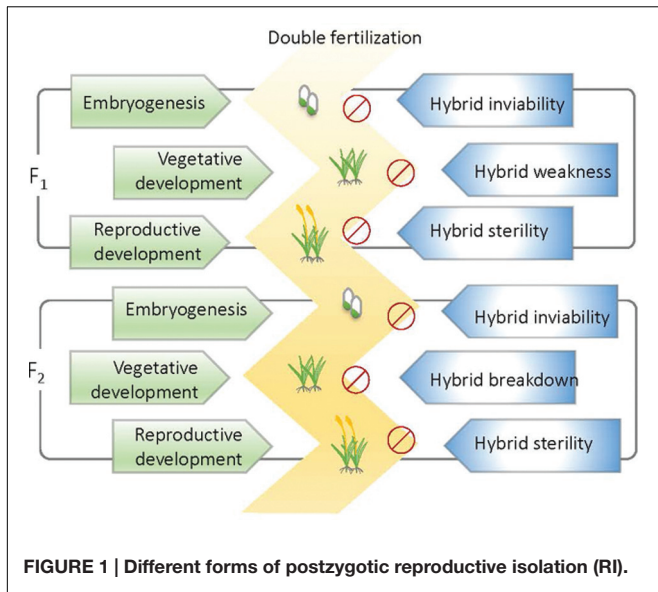 Double fertilization
Embryogenesis
Hybrid inviability
F1
Vegetative
development
Hybrid weakness
Reproductive
development
Hybrid sterility
Embryogenesis
Hybrid inviability
F2
Vegetative
development
Hybrid breakdown
Reproductive
development
Hybrid sterility
FIGURE 1 | Different forms of postzygotic reproductive isolation (RI).